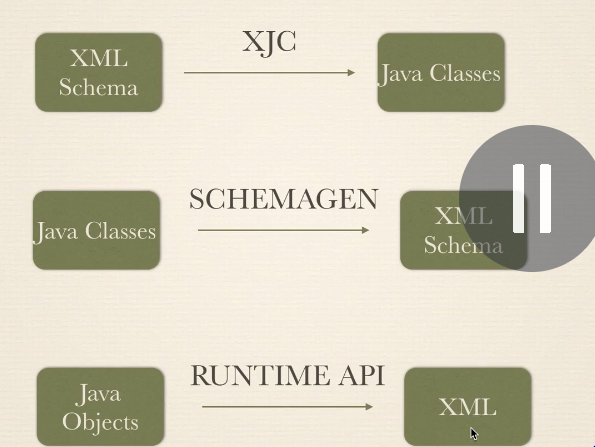 XJC
XML
Schema
Java Classes
SCHEMAGEN
Java Classes
XML
Schema
RUNTIME API
Java
Objects
XML